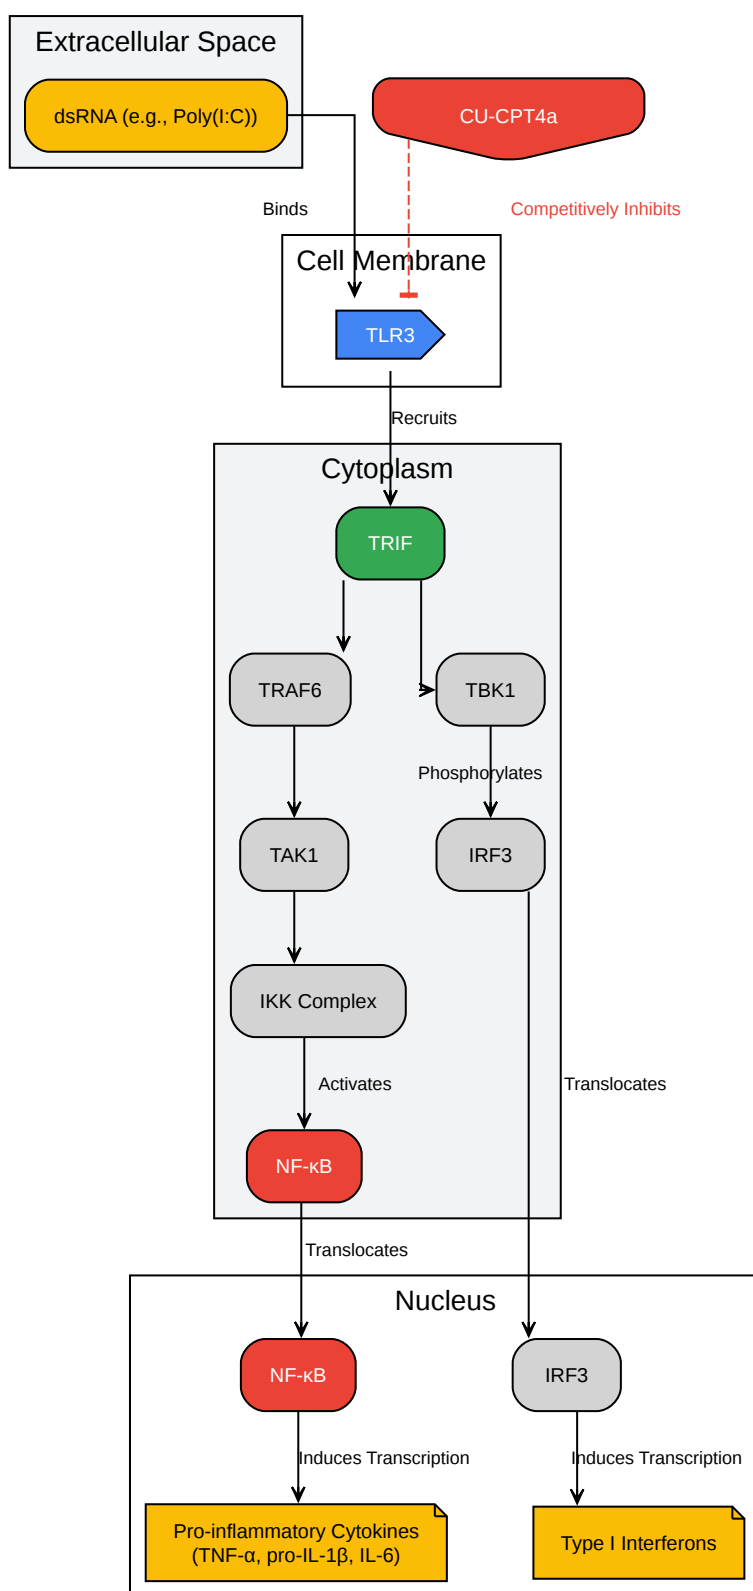 Extracellular Space
dsRNA (e.g., Poly(I:C))
CU-CPT4a
Binds
Competitively Inhibits
Cell Membrane
TLR3
Recruits
Cytoplasm
TRIF
TRAF6
TBK1
Phosphorylates
TAK1
IRF3
IKK Complex
Activates
Translocates
NF-κB
Translocates
Nucleus
NF-κB
IRF3
Induces Transcription
Induces Transcription
Pro-inflammatory Cytokines
(TNF-α, pro-IL-1β, IL-6)
Type I Interferons